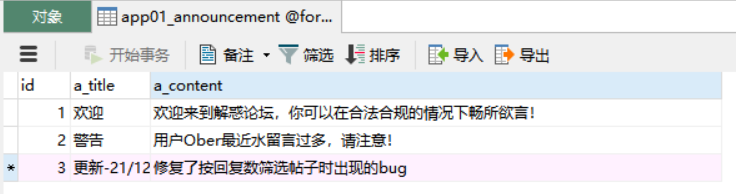 对象 app01_announcement @for...
开始事务 备注 筛选 排序 导入 导出
id a_title a_content
1 欢迎 欢迎来到解惑论坛，你可以在合法合规的情况下畅所欲言！
2 警告 用户Ober最近水留言过多，请注意！
* 3 更新-21/12 修复了按回复数筛选帖子时出现的bug